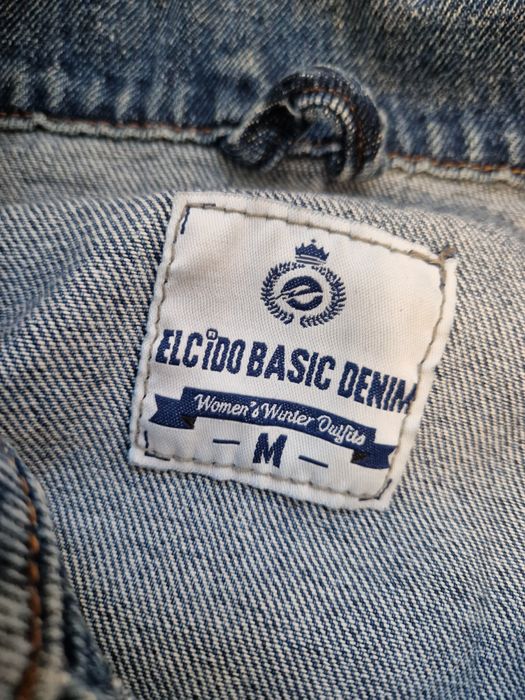 ELCiDO BASIC DENIM
Women's Winter Outfits
- M -